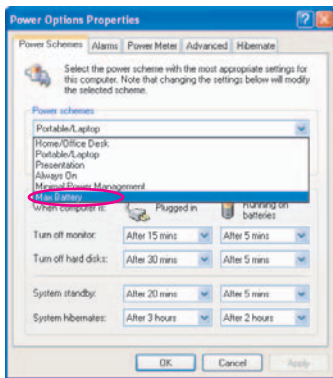 Power Options Properties
Power Schemes Alarms Power Meter Advanced Hibernate
Select the power scheme with the most appropriate settings for
this computer. Note that changing the settings below will modify
the selected scheme.
Power schemes
Portable/Laptop
Home/Office Desk
Portable/Laptop
Presentation
Always On
Minimal Power Management
Max Battery
When computer is: Plugged in Running on
batteries
Turn off monitor: After 15 mins After 5 mins
Turn off hard disks: After 30 mins After 5 mins
System standby: After 20 mins After 5 mins
System hibernates: After 3 hours After 2 hours
OK Cancel Apply